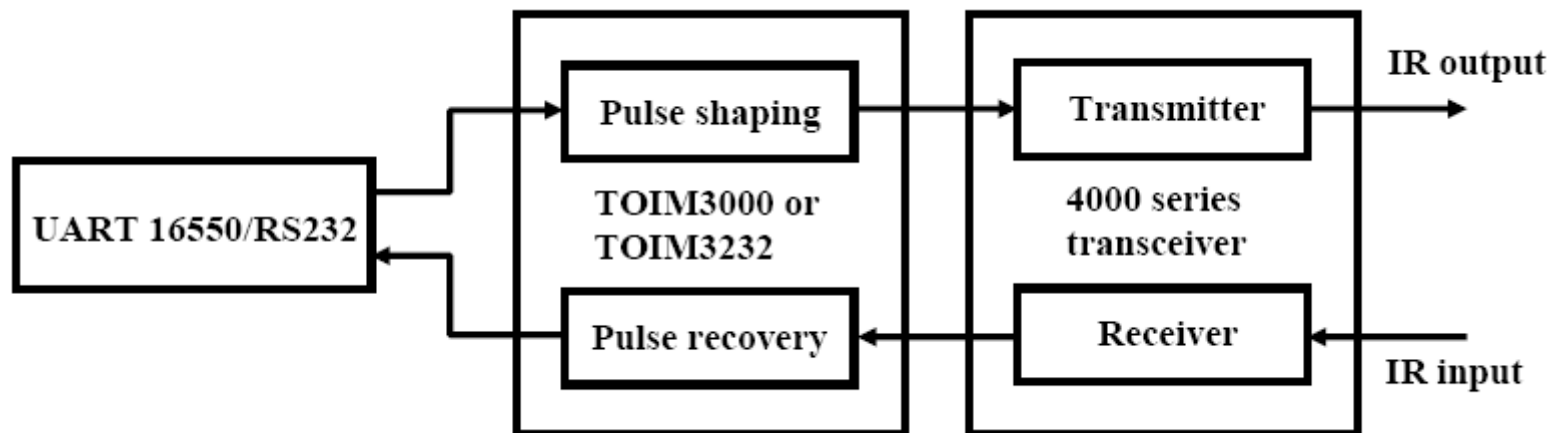 IR output
Pulse shaping
Transmitter
UART 16550/RS232
TOIM3000 or
TOIM3232
4000 series
transceiver
Pulse recovery
Receiver
IR input